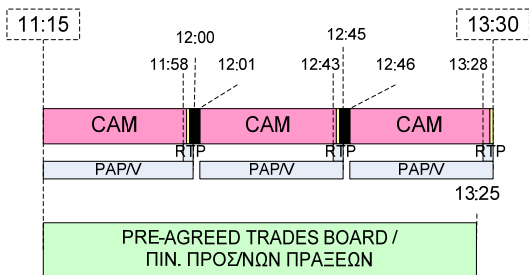 11:15
12:00
12:45
13:30
11:58
12:01
12:43
12:46
13:28
CAM
CAM
CAM
RTP
RTP
RTP
PAP/V
PAP/V
PAP/V
13:25
PRE-AGREED TRADES BOARD /
ΠΙΝ. ΠΡΟΣ/ΝΩΝ ΠΡΑΞΕΩΝ